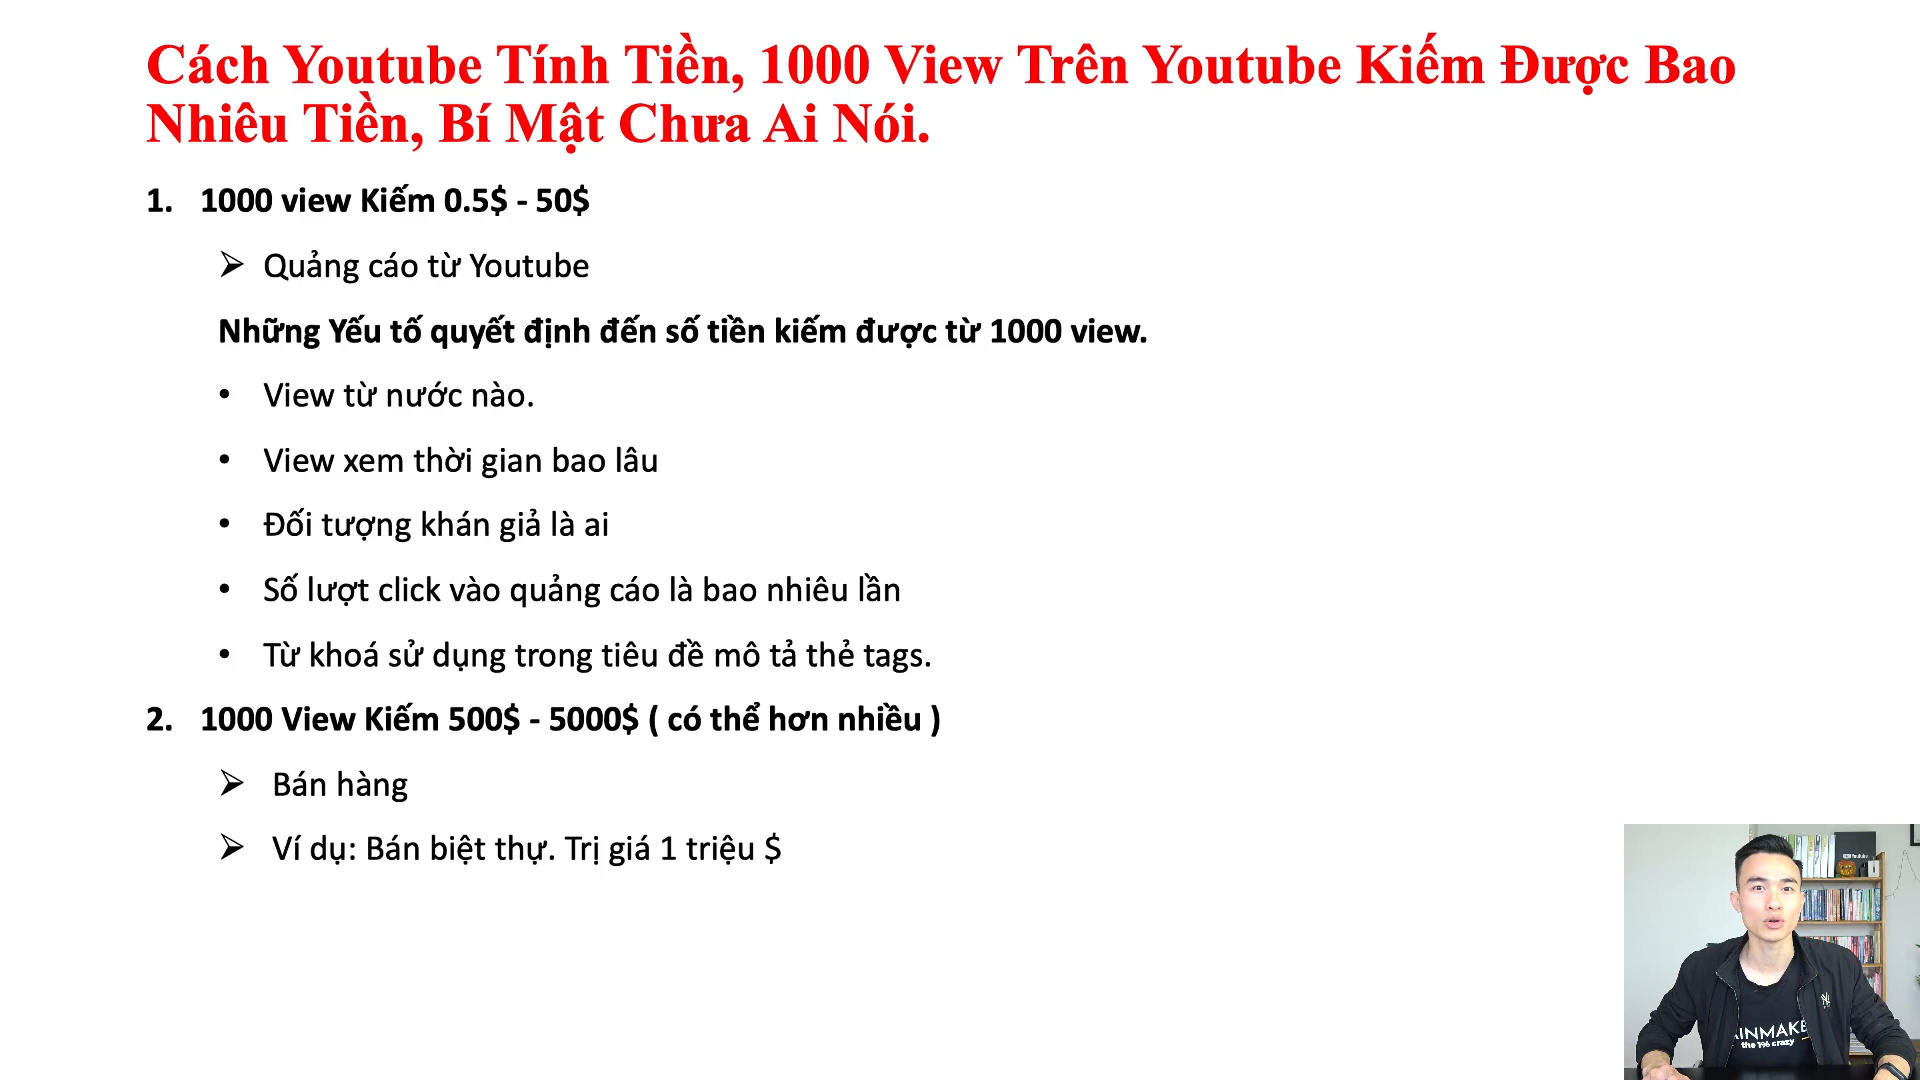 Cách Youtube Tính Tiền, 1000 View Trên Youtube Kiếm Được Bao
Nhiêu Tiền, Bí Mật Chưa Ai Nói.
1. 1000 view Kiếm 0.5$ - 50$
➢ Quảng cáo từ Youtube
Những Yếu tố quyết định đến số tiền kiếm được từ 1000 view.
• View từ nước nào.
• View xem thời gian bao lâu
• Đối tượng khán giả là ai
• Số lượt click vào quảng cáo là bao nhiêu lần
• Từ khoá sử dụng trong tiêu đề mô tả thẻ tags.
2. 1000 View Kiếm 500$ - 5000$ ( có thể hơn nhiều )
➢ Bán hàng
➢ Ví dụ: Bán biệt thự. Trị giá 1 triệu $
YouTube
the 1% crazy